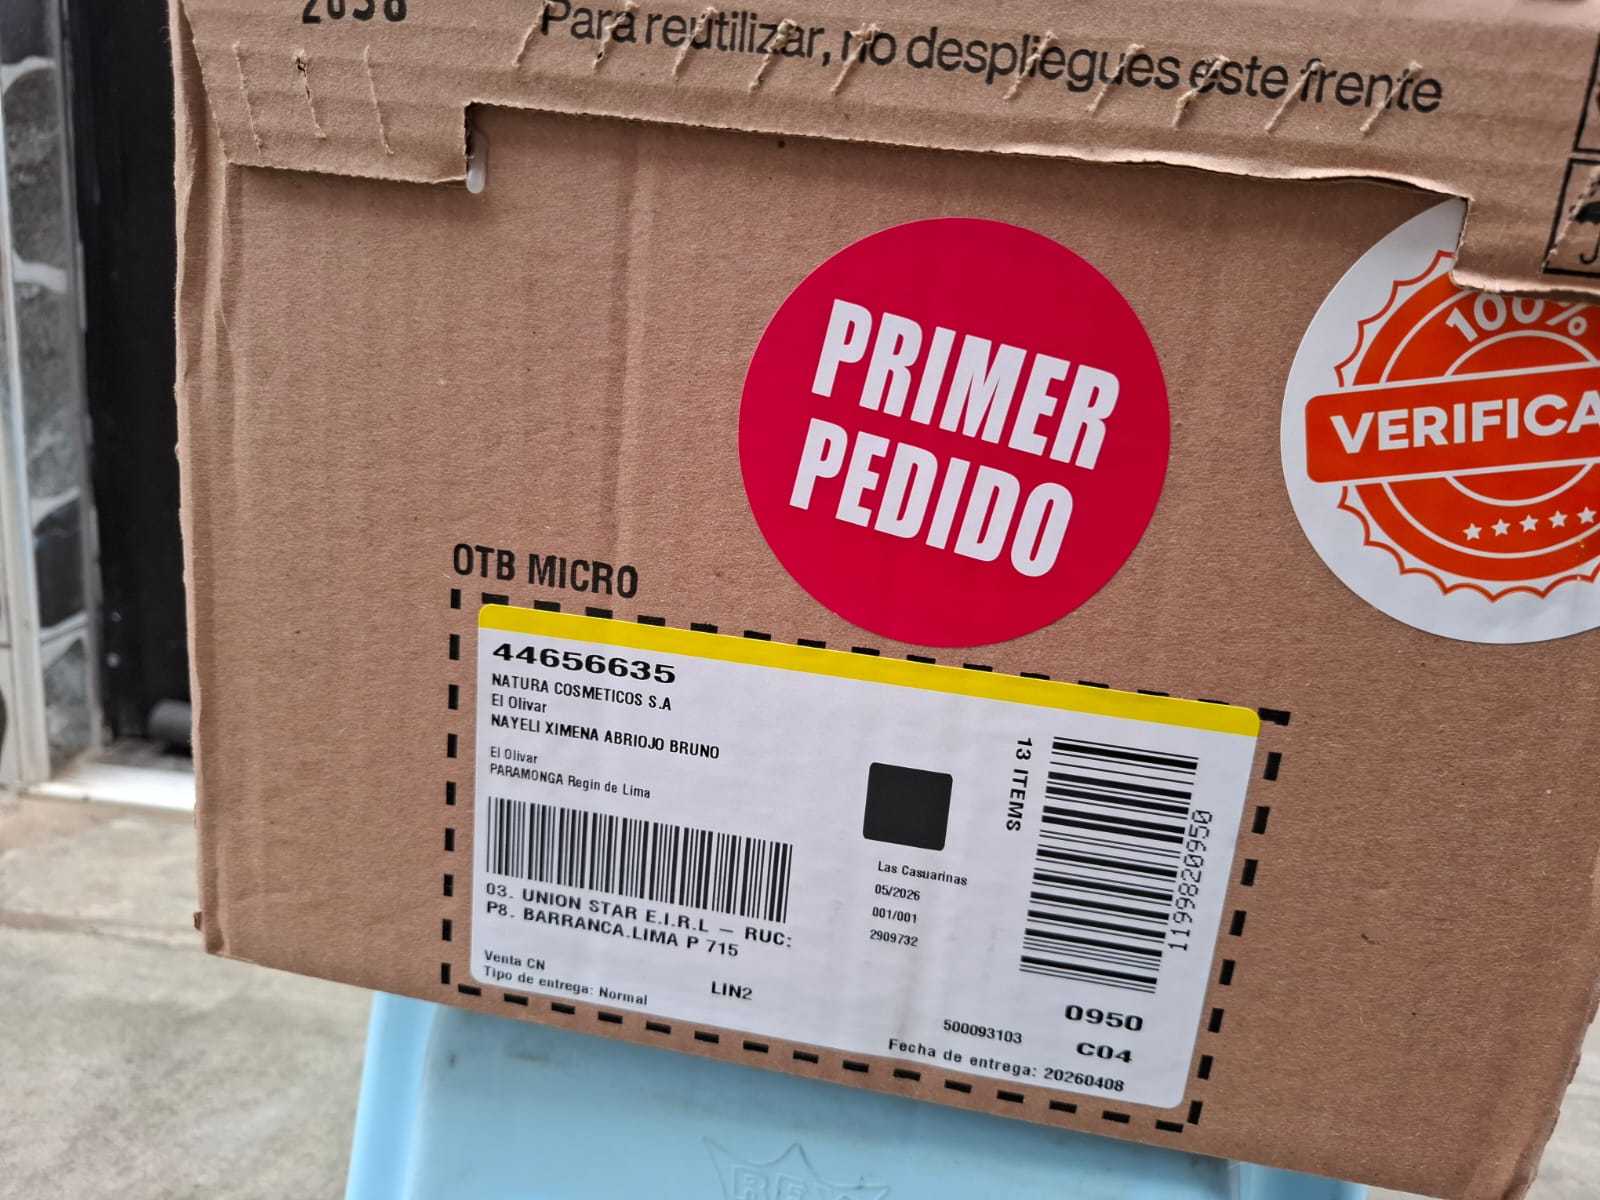 2858
Para reutilizar, no despliegues este frente
PRIMER
PEDIDO
100%
VERIFICA
OTB MICRO
44656635
NATURA COSMETICOS S.A
El Olivar
NAYELI XIMENA ABRIOJO BRUNO
El Olivar
PARAMONGA Regin de Lima
03. UNION STAR E.I.R.L – RUC:
P8. BARRANCA.LIMA P 715
Venta CN
Tipo de entrega: Normal
LIN2
Las Casuarinas
05/2026
001/001
2909732
13 ITEMS
1199820950
0950
500093103
C04
Fecha de entrega: 20260408